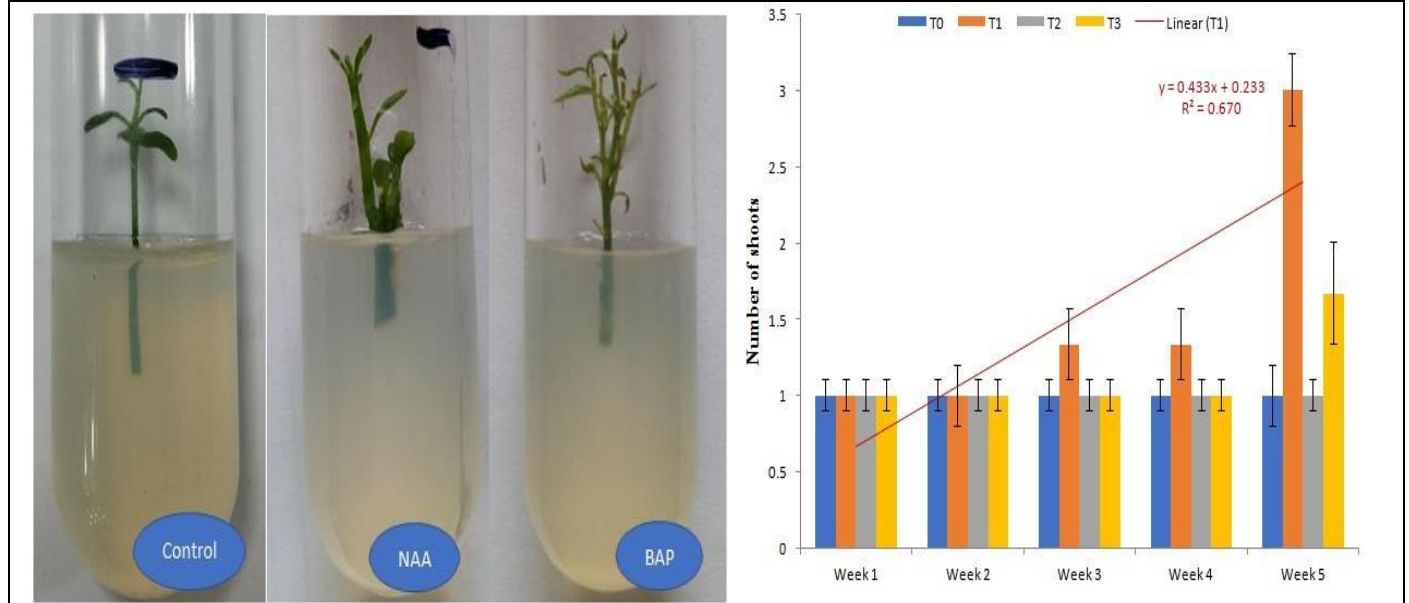 Control
NAA
BAP
T0 T1 T2 T3 Linear (T1)
y = 0.433x + 0.233
R² = 0.670
Number of shoots
3.5
3
2.5
2
1.5
1
0.5
0
Week 1 Week 2 Week 3 Week 4 Week 5